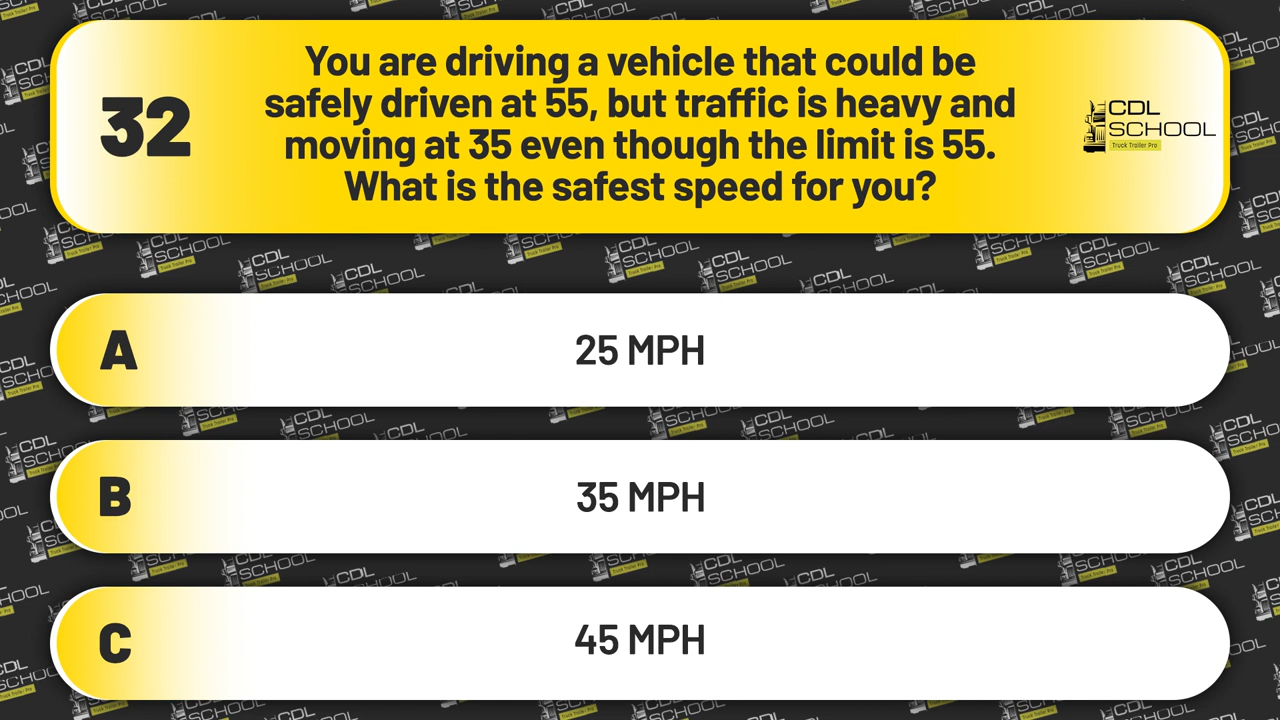 32
You are driving a vehicle that could be
safely driven at 55, but traffic is heavy and
moving at 35 even though the limit is 55.
What is the safest speed for you?
CDL
SCHOOL
Truck Trailer Pro
A
25 MPH
B
35 MPH
C
45 MPH